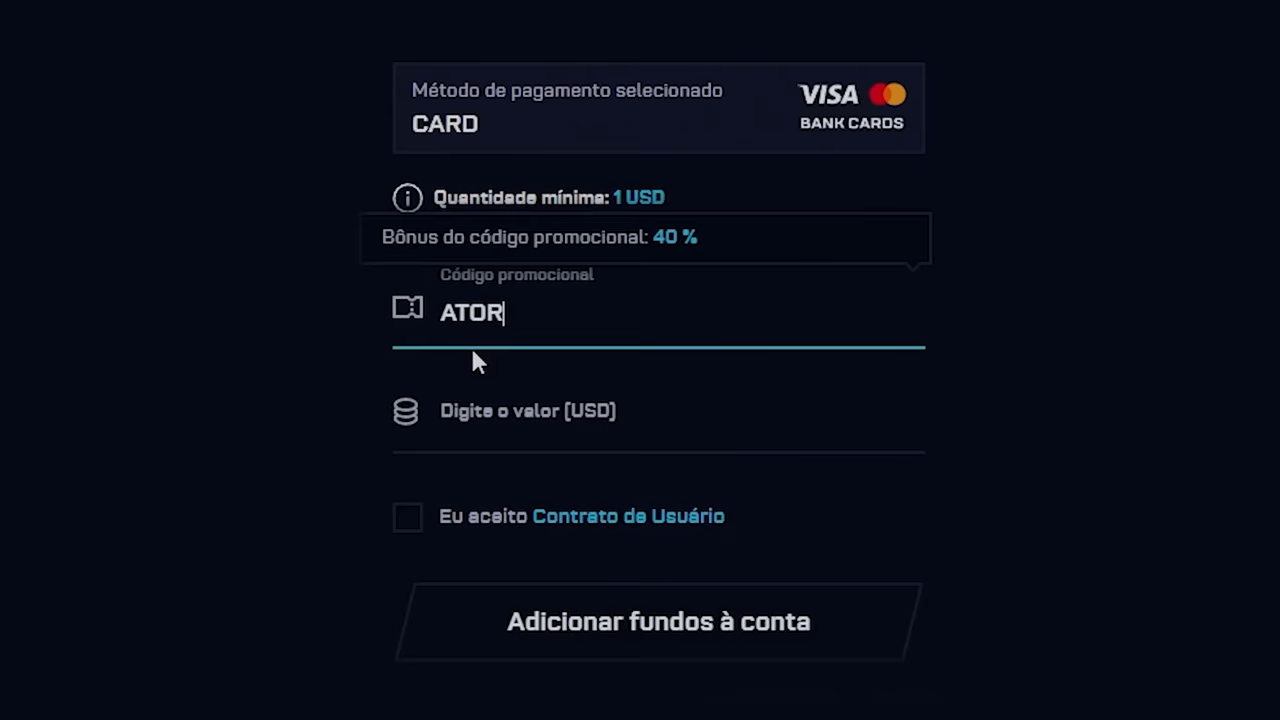 Método de pagamento selecionado
CARD
VISA
BANK CARDS
Quantidade mínima: 1 USD
Bônus do código promocional: 40 %
Código promocional
ATOR
Digite o valor (USD)
Eu aceito Contrato de Usuário
Adicionar fundos à conta